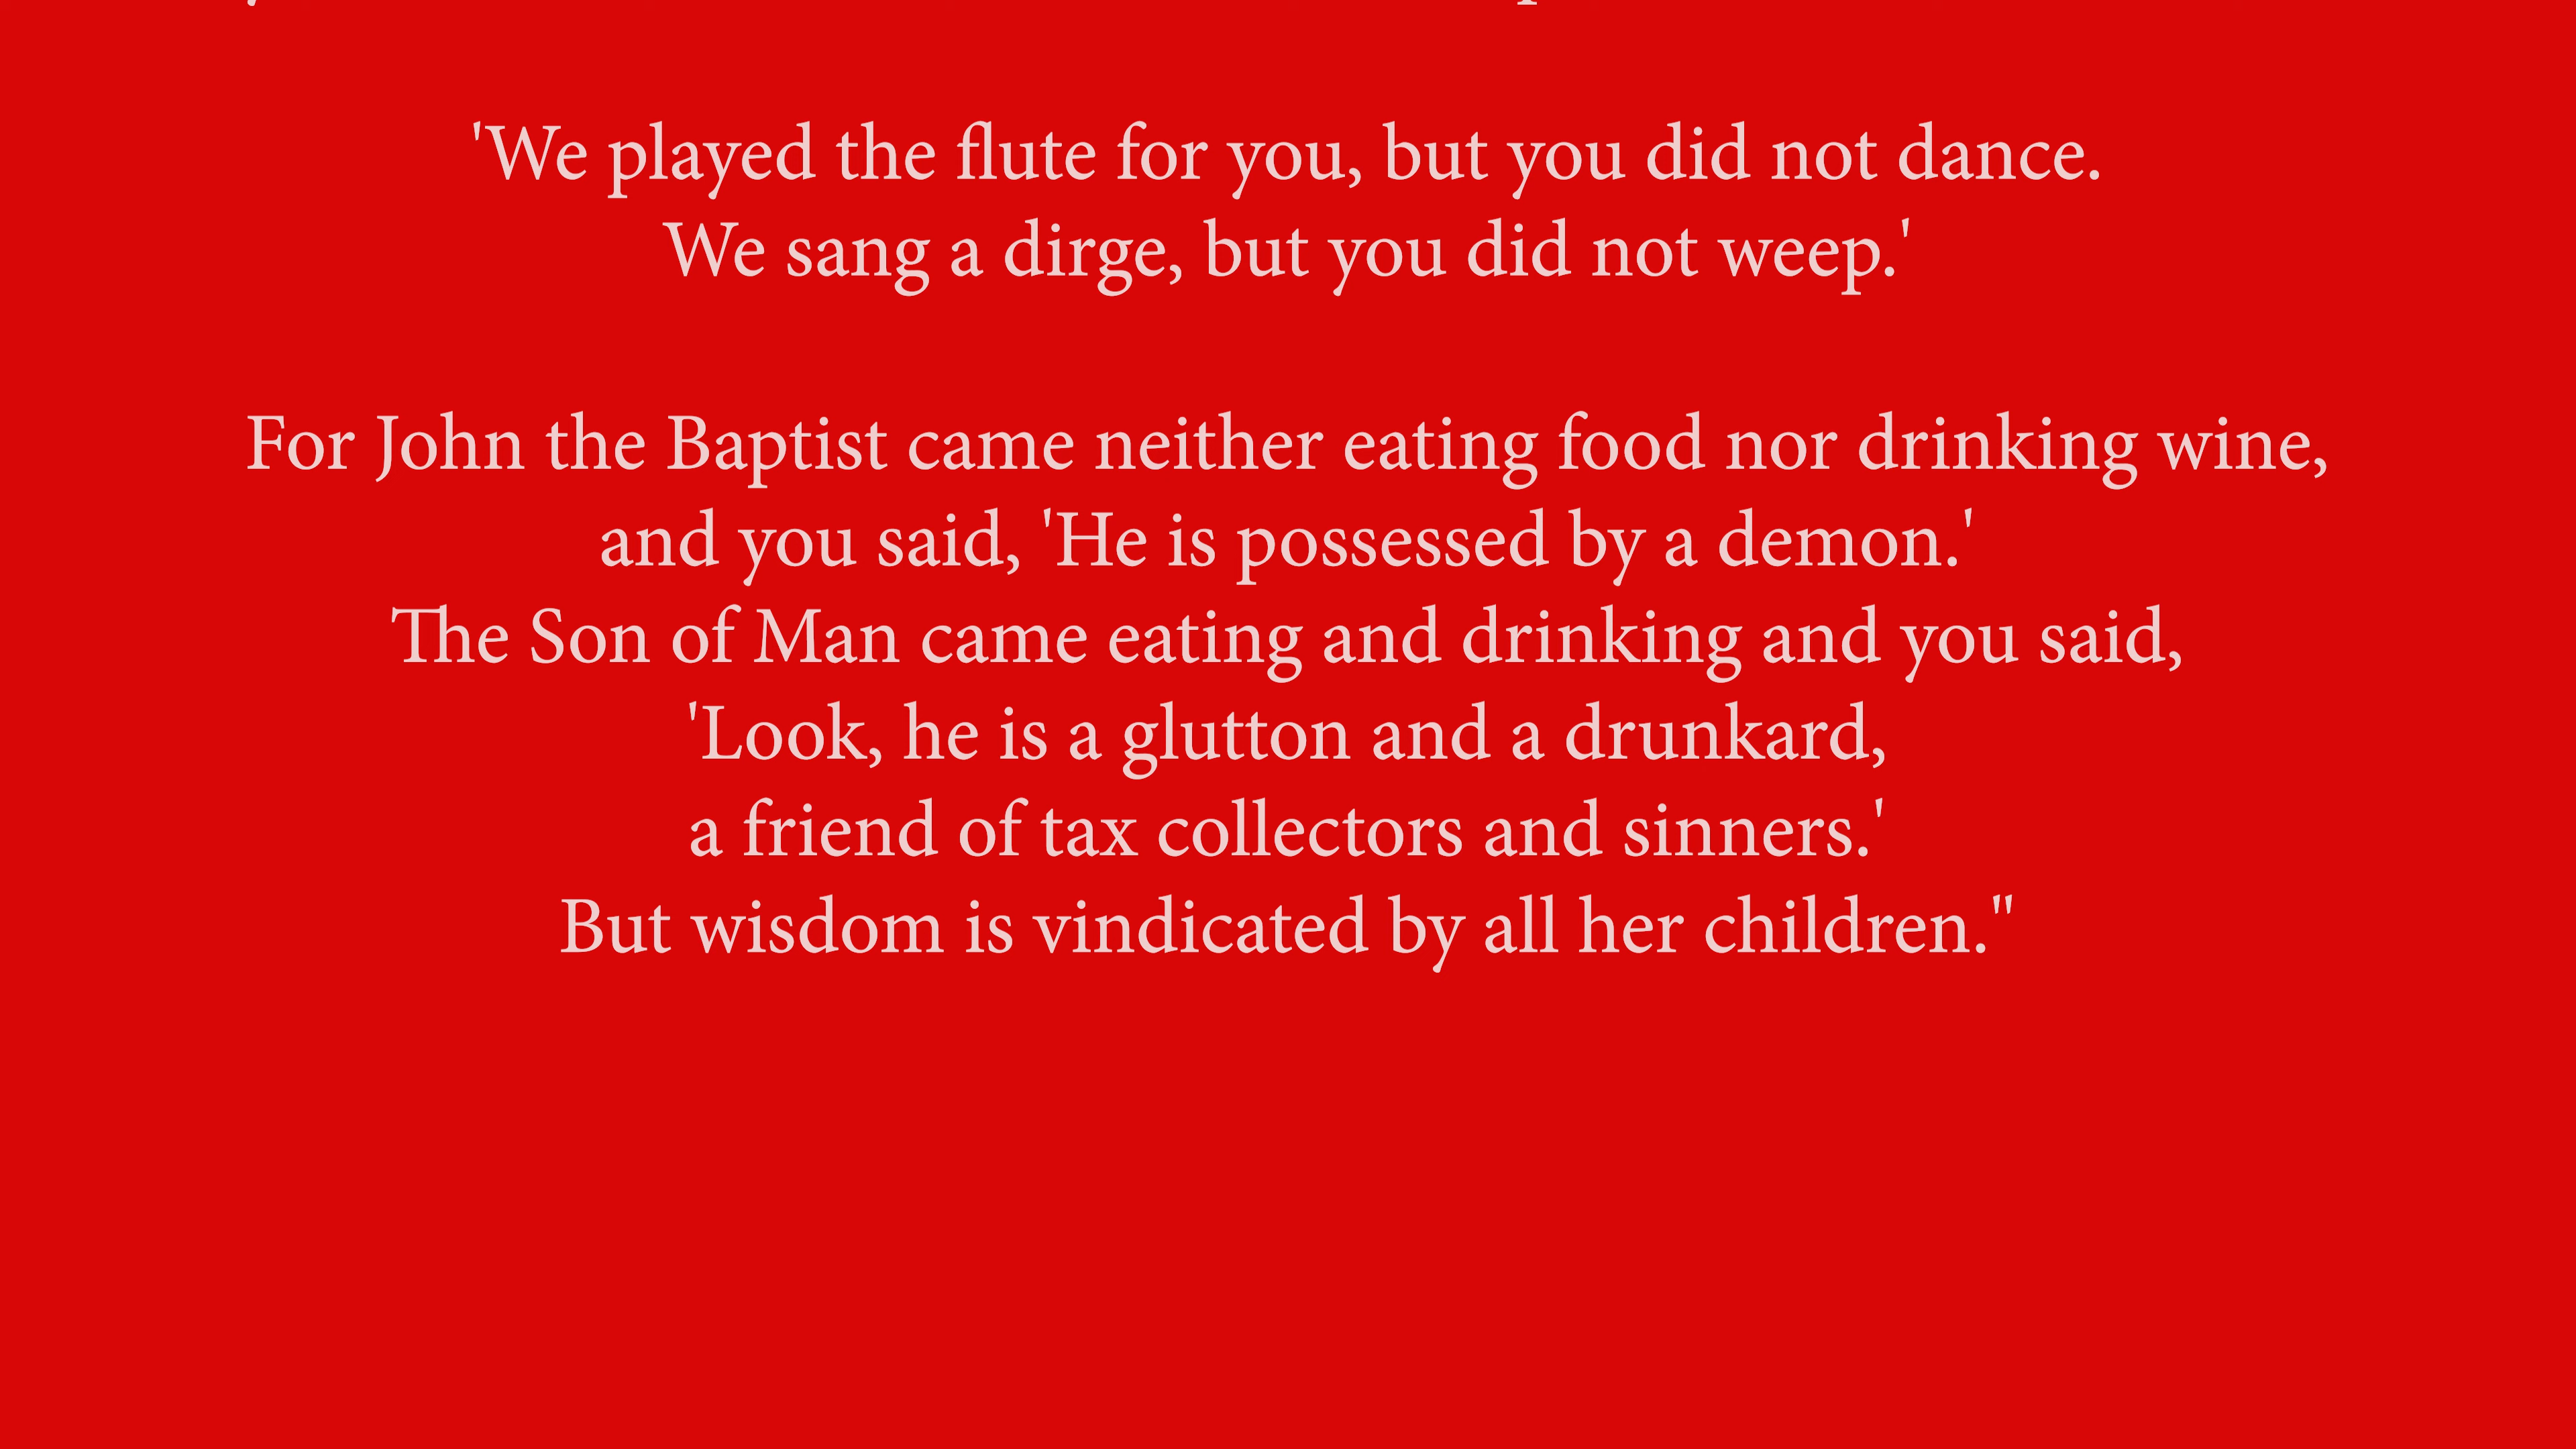 'We played the flute for you, but you did not dance.
We sang a dirge, but you did not weep.'
For John the Baptist came neither eating food nor drinking wine,
and you said, 'He is possessed by a demon.'
The Son of Man came eating and drinking and you said,
'Look, he is a glutton and a drunkard,
a friend of tax collectors and sinners.'
But wisdom is vindicated by all her children."